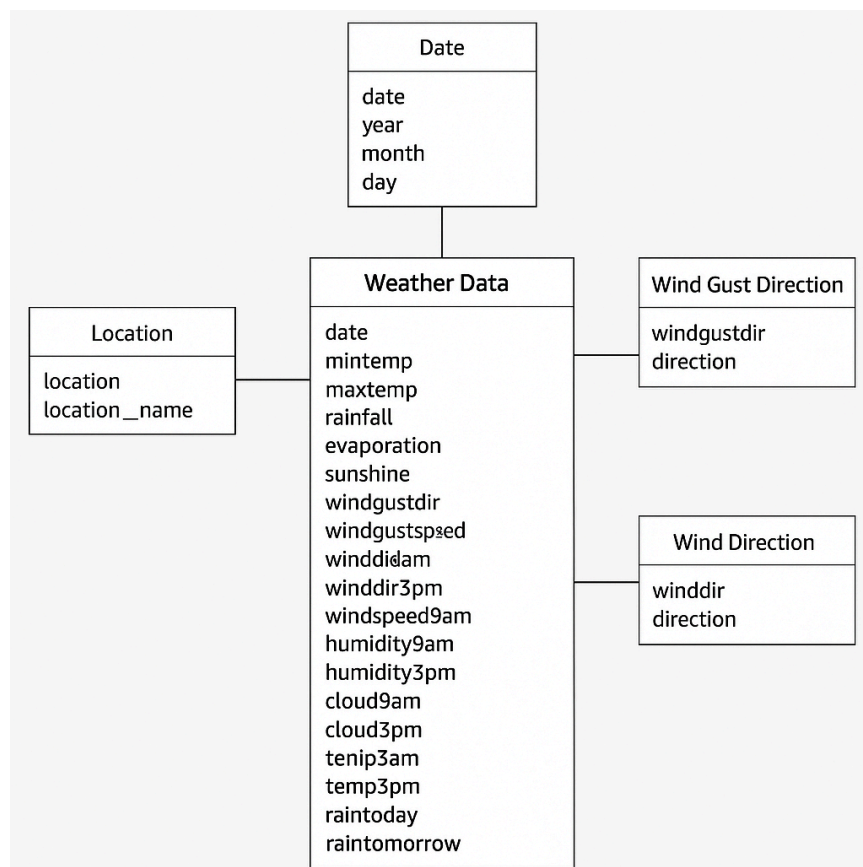 Date
date
year
month
day
Weather Data
date
mintemp
maxtemp
rainfall
evaporation
sunshine
windgustdir
winddir3pm
windspeed9am
humidity9am
humidity3pm
cloud9am
cloud3pm
tenip3am
temp3pm
raintoday
raintomorrow
Location
location
location_name
Wind Gust Direction
windgustdir
direction
Wind Direction
winddir
direction